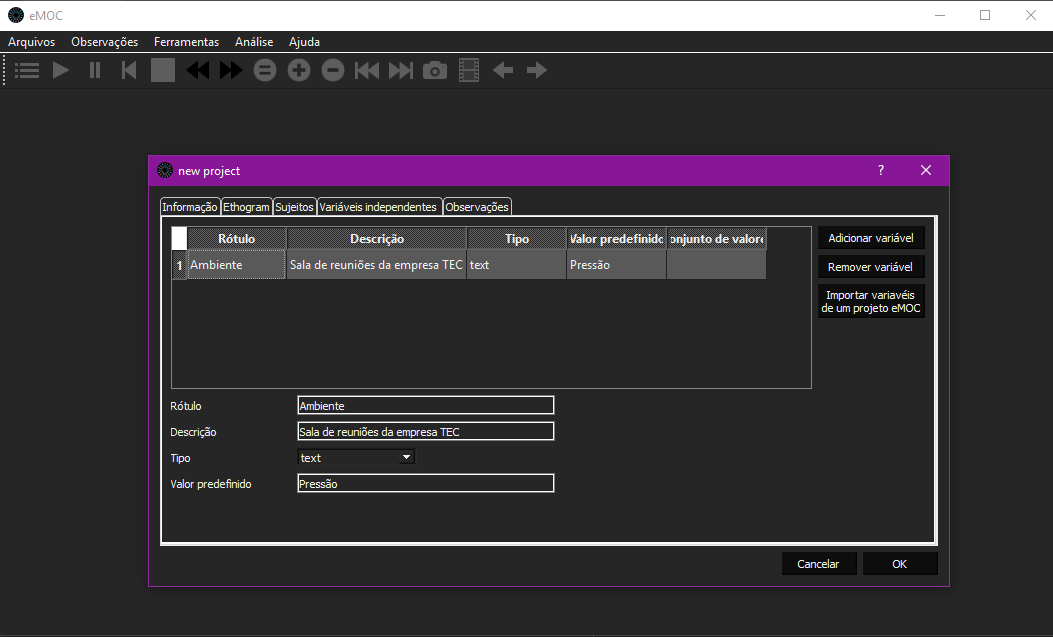 eMOC
Arquivos Observações Ferramentas Análise Ajuda
new project ?
Informação Ethogram Sujeitos Variáveis independentes Observações
Rótulo Descrição Tipo Valor predefinido onjunto de valore
1 Ambiente Sala de reuniões da empresa TEC text Pressão
Adicionar variável
Remover variável
Importar variavéis
de um projeto eMOC
Rótulo Ambiente
Descrição Sala de reuniões da empresa TEC
Tipo text
Valor predefinido Pressão
Cancelar OK